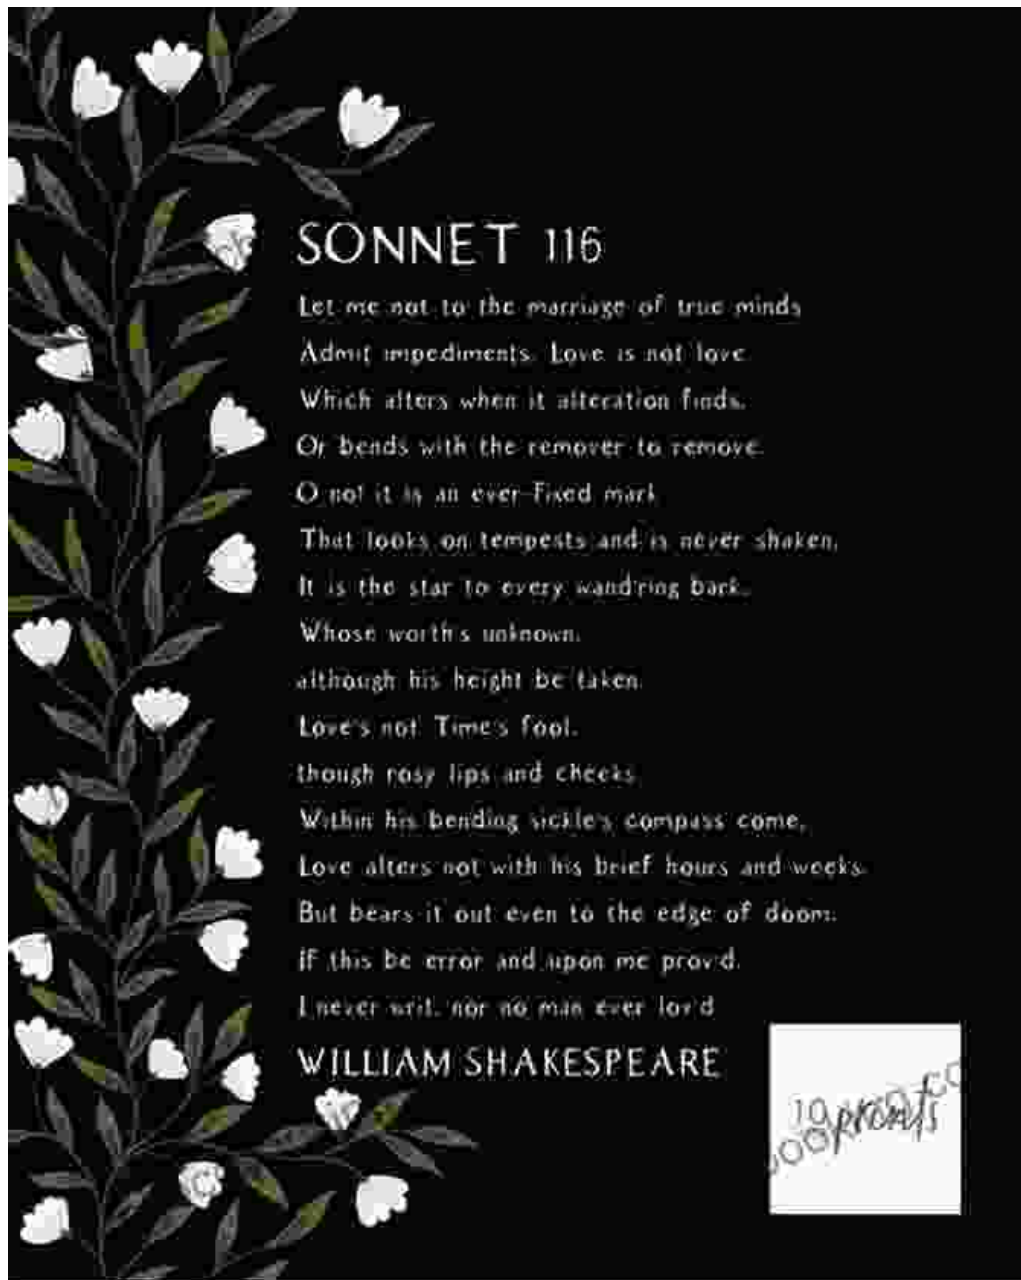 SONNET 116
Let me not to the marriage of true minds
Admit impediments. Love is not love
Which alters when it alteration finds.
Or bends with the remover to remove.
O not it is an ever-fixed mark
That looks on tempests and is never shaken,
It is the star to every wand'ring bark.
Whose worth's unknown.
although his height be taken.
Love's not Time's fool.
though rosy lips and cheeks
Within his bending sickle's compass come,
Love alters not with his brief hours and weeks.
But bears it out even to the edge of doom.
if this be error and upon me prov'd.
I never writ. nor no man ever lov'd
WILLIAM SHAKESPEARE